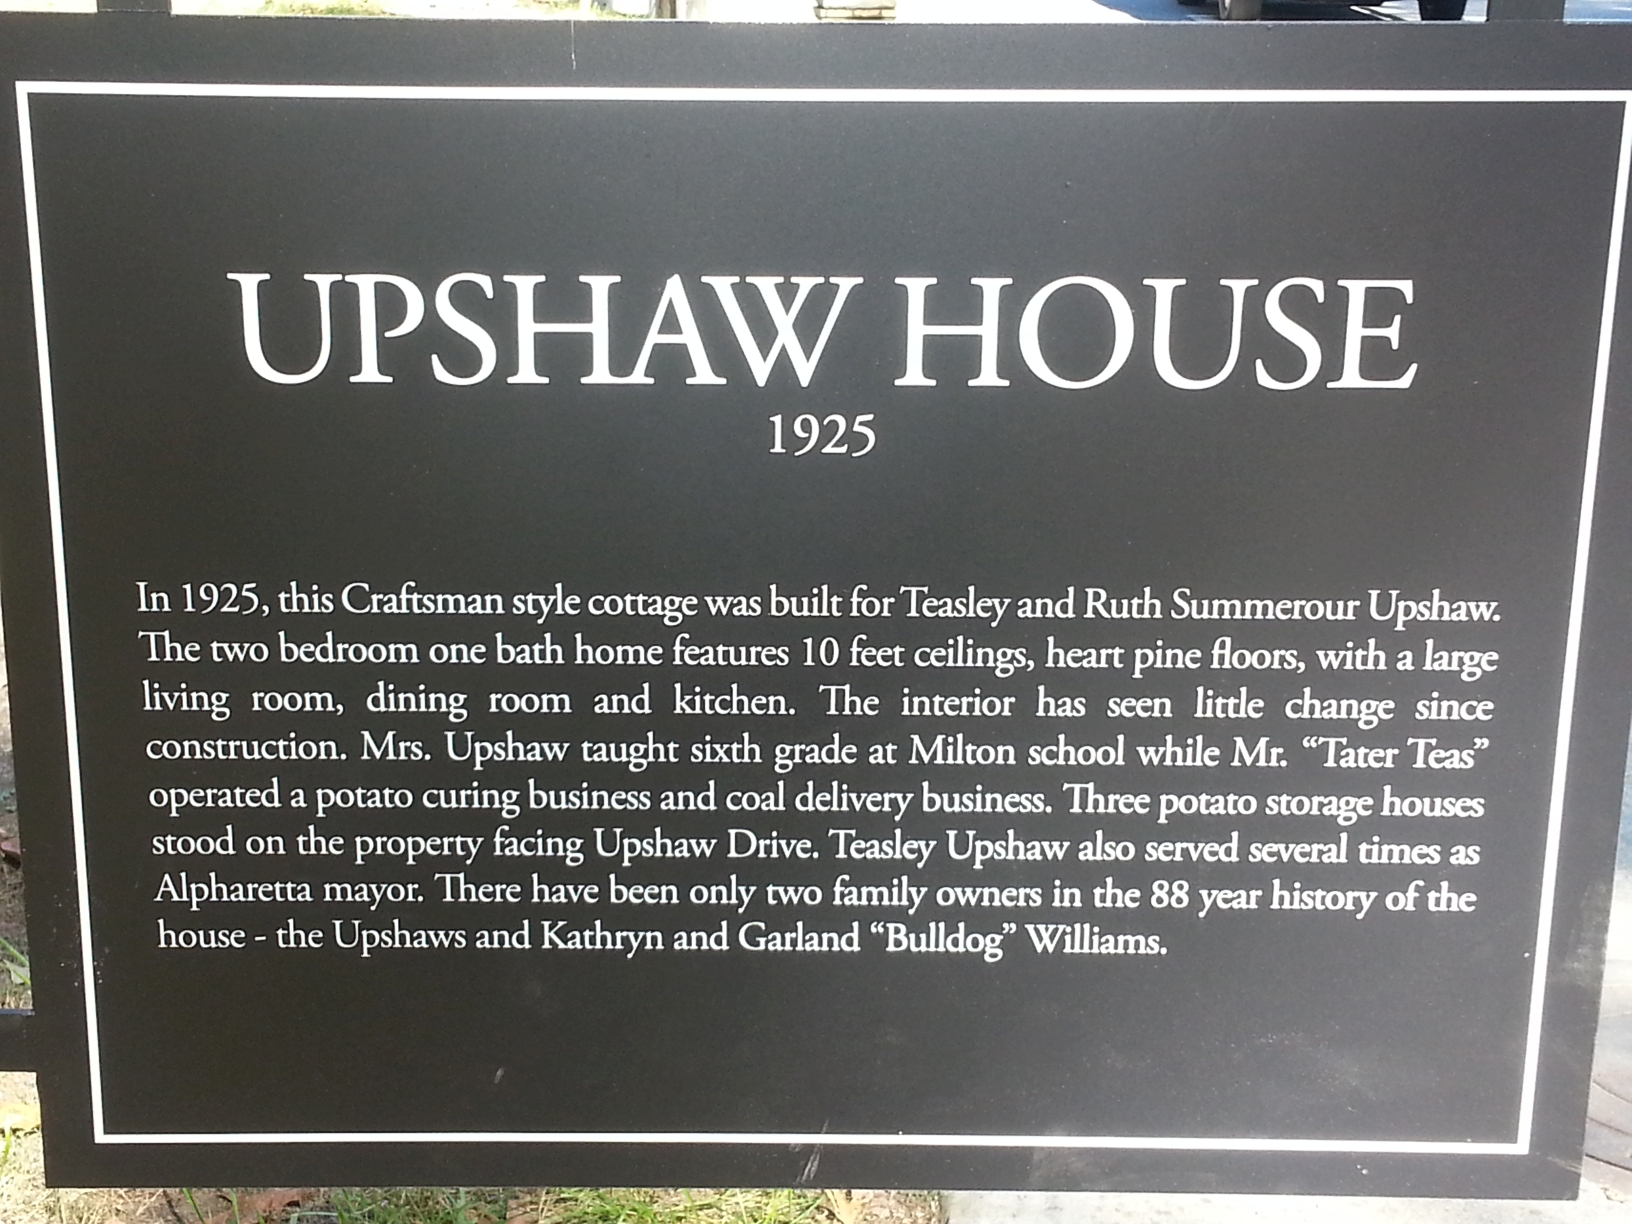 UPSHAW HOUSE
1925
In 1925, this Craftsman style cottage was built for Teasley and Ruth Summerour Upshaw.
The two bedroom one bath home features 10 feet ceilings, heart pine floors, with a large
living room, dining room and kitchen. The interior has seen little change since
construction. Mrs. Upshaw taught sixth grade at Milton school while Mr. “Tater Teas”
operated a potato curing business and coal delivery business. Three potato storage houses
stood on the property facing Upshaw Drive. Teasley Upshaw also served several times as
Alpharetta mayor. There have been only two family owners in the 88 year history of the
house - the Upshaws and Kathryn and Garland “Bulldog” Williams.